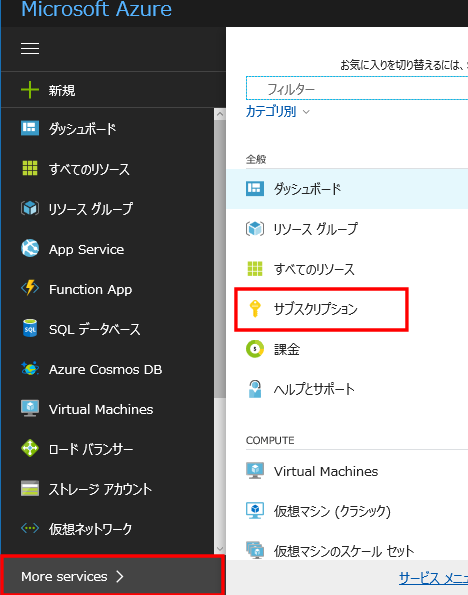 Microsoft Azure
新規
ダッシュボード
すべてのリソース
リソース グループ
App Service
Function App
SQL データベース
Azure Cosmos DB
Virtual Machines
ロード バランサー
ストレージ アカウント
仮想ネットワーク
More services
お気に入りを切り替えるには、
フィルター
カテゴリ別
全般
ダッシュボード
リソース グループ
すべてのリソース
サブスクリプション
課金
ヘルプとサポート
COMPUTE
Virtual Machines
仮想マシン (クラシック)
仮想マシンのスケール セット
サービス メニュ